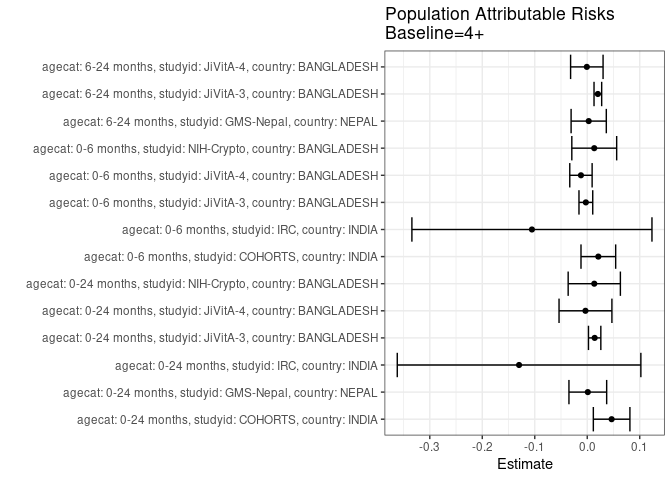 Population Attributable Risks
Baseline=4+
agecat: 6-24 months, studyid: JiVitA-4, country: BANGLADESH
agecat: 6-24 months, studyid: JiVitA-3, country: BANGLADESH
agecat: 6-24 months, studyid: GMS-Nepal, country: NEPAL
agecat: 0-6 months, studyid: NIH-Crypto, country: BANGLADESH
agecat: 0-6 months, studyid: JiVitA-4, country: BANGLADESH
agecat: 0-6 months, studyid: JiVitA-3, country: BANGLADESH
agecat: 0-6 months, studyid: IRC, country: INDIA
agecat: 0-6 months, studyid: COHORTS, country: INDIA
agecat: 0-24 months, studyid: NIH-Crypto, country: BANGLADESH
agecat: 0-24 months, studyid: JiVitA-4, country: BANGLADESH
agecat: 0-24 months, studyid: JiVitA-3, country: BANGLADESH
agecat: 0-24 months, studyid: IRC, country: INDIA
agecat: 0-24 months, studyid: GMS-Nepal, country: NEPAL
agecat: 0-24 months, studyid: COHORTS, country: INDIA
-0.3 -0.2 -0.1 0.0 0.1
Estimate